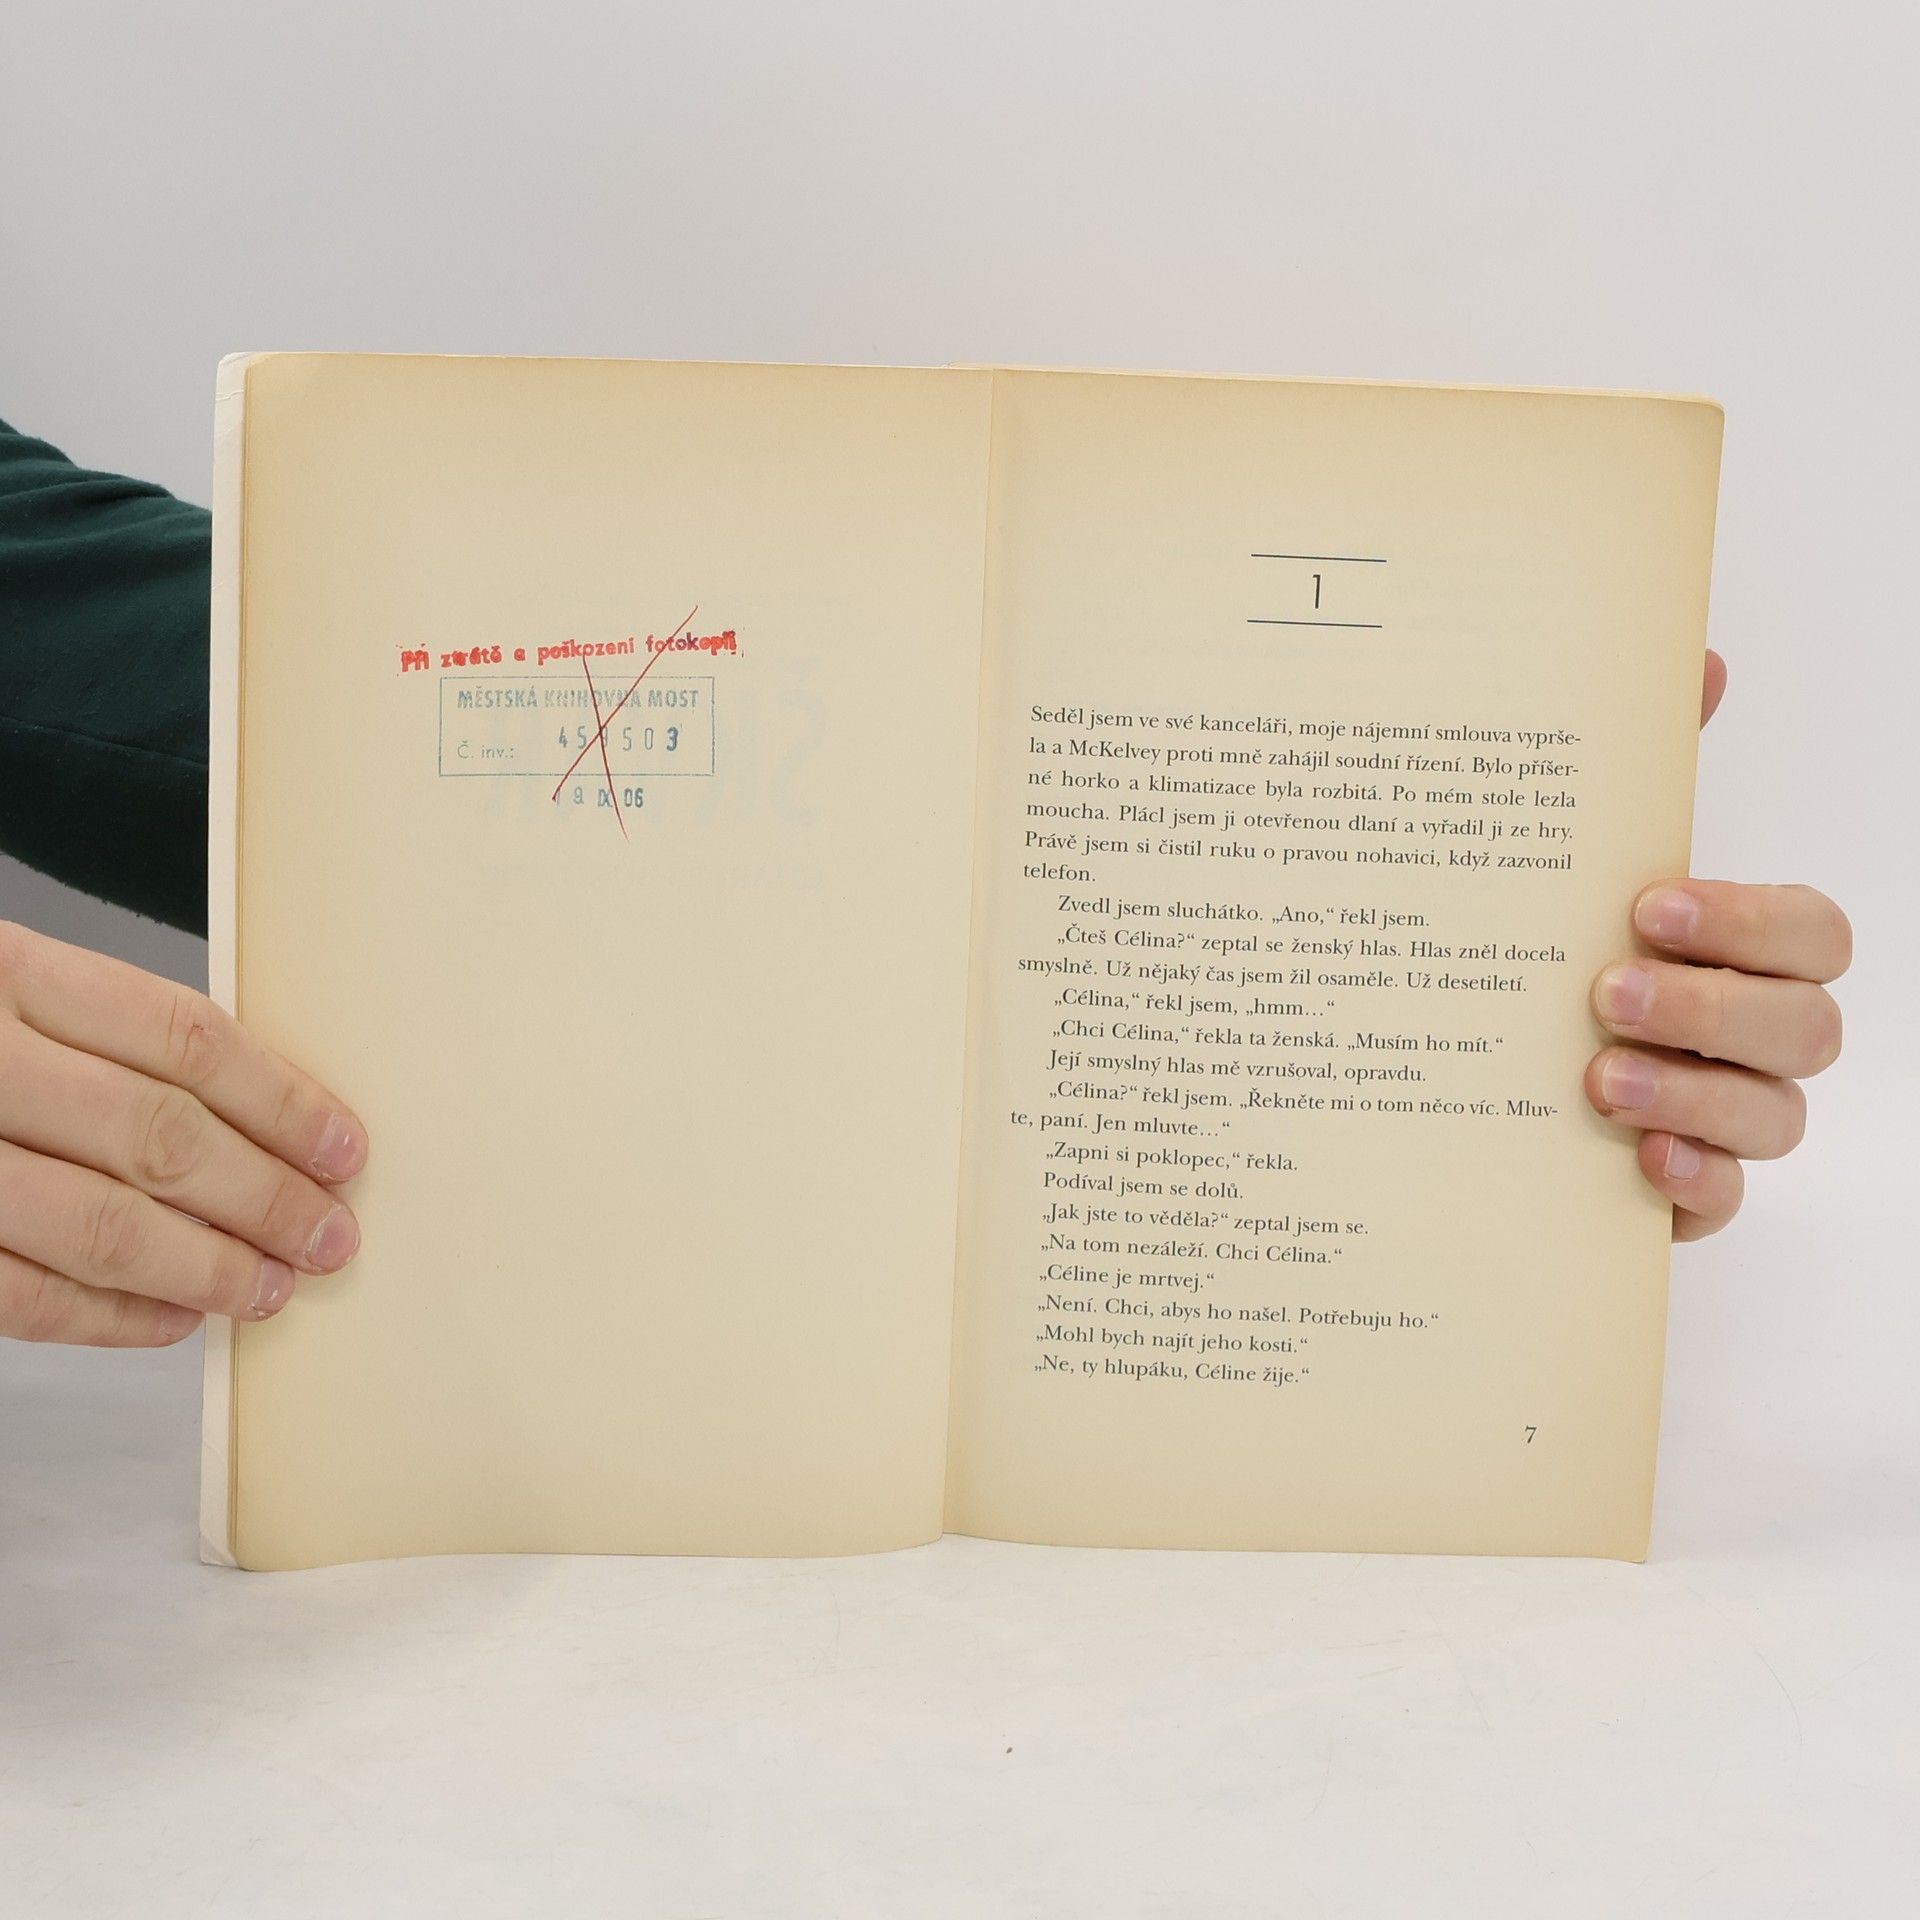 Při ztrátě a poškození fotokopií
MĚSTSKÁ KNIHOVNA MOST
Č. inv.: 459503
19 IX 06
1
Seděl jsem ve své kanceláři, moje nájemní smlouva vyprše-
la a McKelvey proti mně zahájil soudní řízení. Bylo příšer-
né horko a klimatizace byla rozbitá. Po mém stole lezla
moucha. Plácl jsem ji otevřenou dlaní a vyřadil ji ze hry.
Právě jsem si čistil ruku o pravou nohavici, když zazvonil
telefon.
Zvedl jsem sluchátko. „Ano,“ řekl jsem.
„Čteš Célina?“ zeptal se ženský hlas. Hlas zněl docela
smyslně. Už nějaký čas jsem žil osaměle. Už desetiletí.
„Célina,“ řekl jsem, „hmm...“
„Chci Célina,“ řekla ta ženská. „Musím ho mít.“
Její smyslný hlas mě vzrušoval, opravdu.
„Célina?“ řekl jsem. „Řekněte mi o tom něco víc. Mluv-
te, paní. Jen mluvte...“
„Zapni si poklopec,“ řekla.
Podíval jsem se dolů.
„Jak jste to věděla?“ zeptal jsem se.
„Na tom nezáleží. Chci Célina.“
„Céline je mrtvej.“
„Není. Chci, abys ho našel. Potřebuju ho.“
„Mohl bych najít jeho kosti.“
„Ne, ty hlupáku, Céline žije.“
7